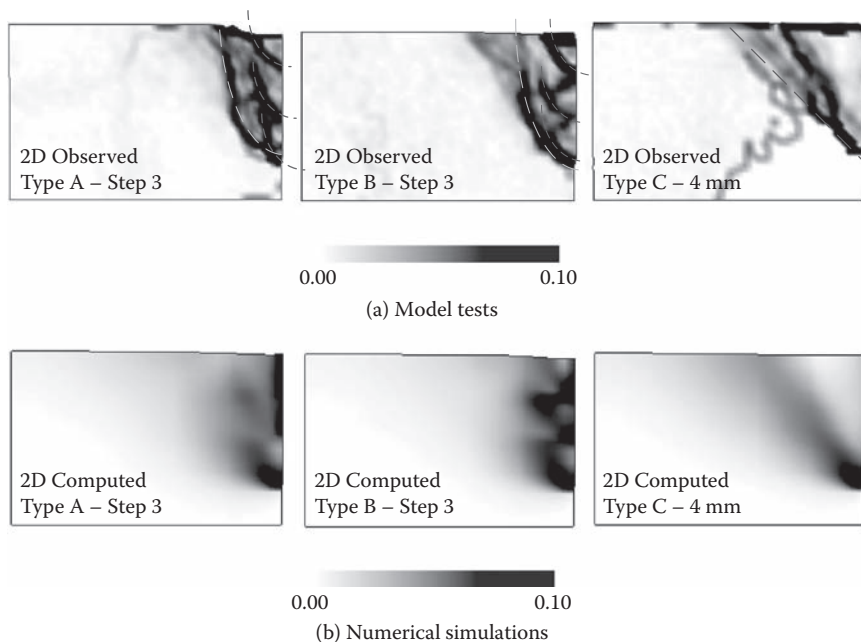 2D Observed
Type A – Step 3
2D Observed
Type B – Step 3
2D Observed
Type C – 4 mm
0.00
0.10
(a) Model tests
2D Computed
Type A – Step 3
2D Computed
Type B – Step 3
2D Computed
Type C – 4 mm
0.00
0.10
(b) Numerical simulations